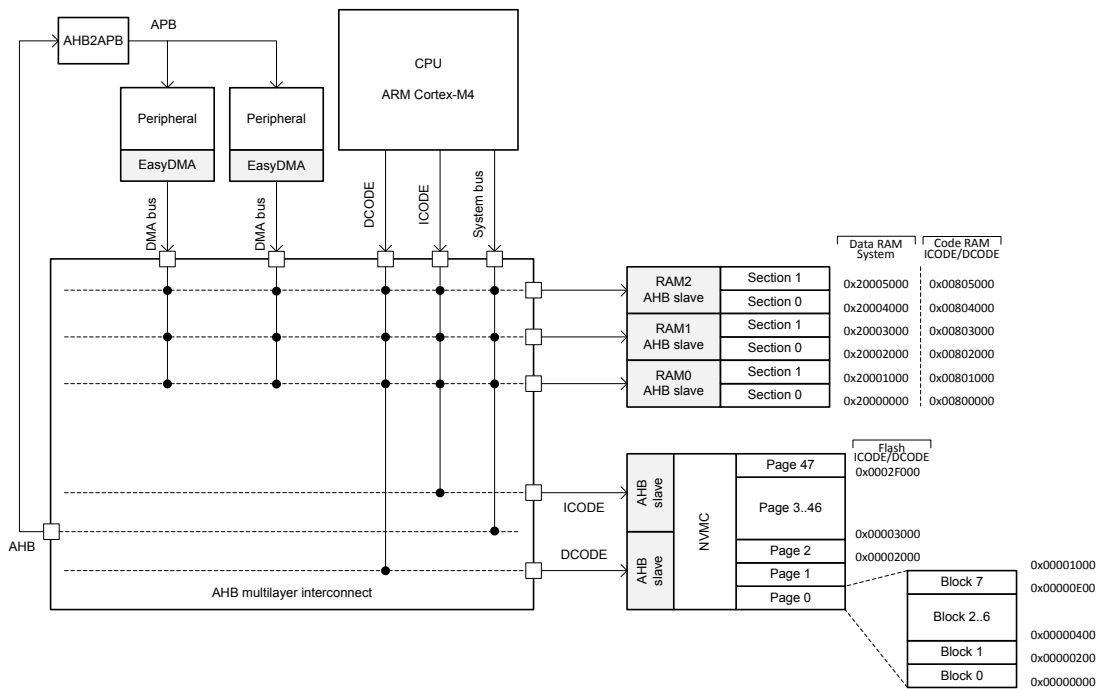 AHB2APB
APB
CPU
ARM Cortex-M4
Peripheral
Peripheral
EasyDMA
EasyDMA
DMA bus
DMA bus
DCODE
ICODE
System bus
Data RAM
System
Code RAM
ICODE/DCODE
RAM2
AHB slave
Section 1
Section 0
0x20005000
0x00805000
0x20004000
0x00804000
RAM1
AHB slave
Section 1
Section 0
0x20003000
0x00803000
0x20002000
0x00802000
RAM0
AHB slave
Section 1
Section 0
0x20001000
0x00801000
0x20000000
0x00800000
Flash
ICODE/DCODE
0x0002F000
ICODE
AHB
slave
NVMC
Page 47
Page 3..46
0x00003000
AHB
DCODE
AHB
slave
Page 2
0x00002000
Page 1
Page 0
AHB multilayer interconnect
0x00001000
Block 7
0x00000E00
Block 2..6
0x00000400
Block 1
0x00000200
Block 0
0x00000000